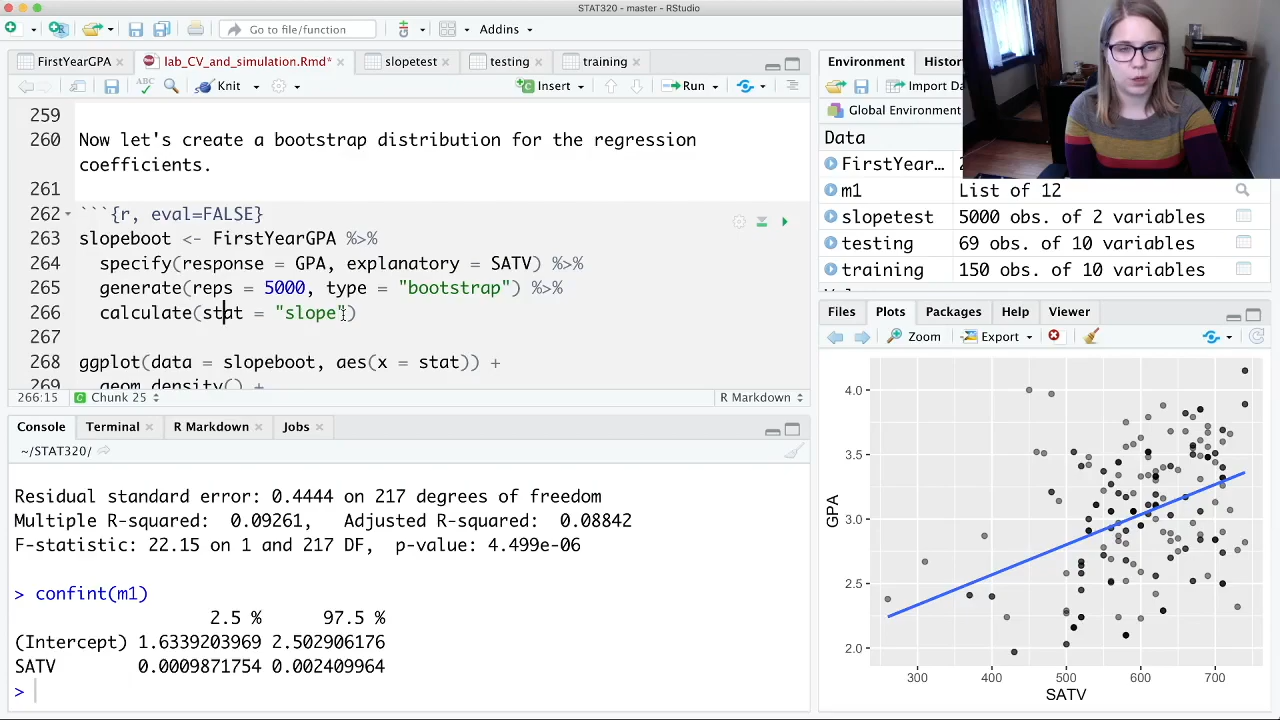 STAT320 - master - RStudio
Go to file/function
Addins
FirstYearGPA
lab_CV_and_simulation.Rmd*
slopetest
testing
training
ABC
Knit
Insert
Run
259
260 Now let's create a bootstrap distribution for the regression
coefficients.
261
262 ```{r, eval=FALSE}
263 slopeboot <- FirstYearGPA %>%
264 specify(response = GPA, explanatory = SATV) %>%
265 generate(reps = 5000, type = "bootstrap") %>%
266 calculate(stat = "slope")
267
268 ggplot(data = slopeboot, aes(x = stat)) +
269 geom_density() +
266:15 Chunk 25 R Markdown
Console Terminal R Markdown Jobs
~/STAT320/
Residual standard error: 0.4444 on 217 degrees of freedom
Multiple R-squared:  0.09261,    Adjusted R-squared:  0.08842
F-statistic: 22.15 on 1 and 217 DF,  p-value: 4.499e-06
> confint(m1)
2.5 % 97.5 %
(Intercept) 1.6339203969 2.502906176
SATV 0.0009871754 0.002409964
>
Environment Histor
Import Da
Global Environment
Data
FirstYear… 2
m1 List of 12
slopetest 5000 obs. of 2 variables
testing 69 obs. of 10 variables
training 150 obs. of 10 variables
Files Plots Packages Help Viewer
Zoom Export
4.0
3.5
3.0
2.5
2.0
GPA
300 400 500 600 700
SATV